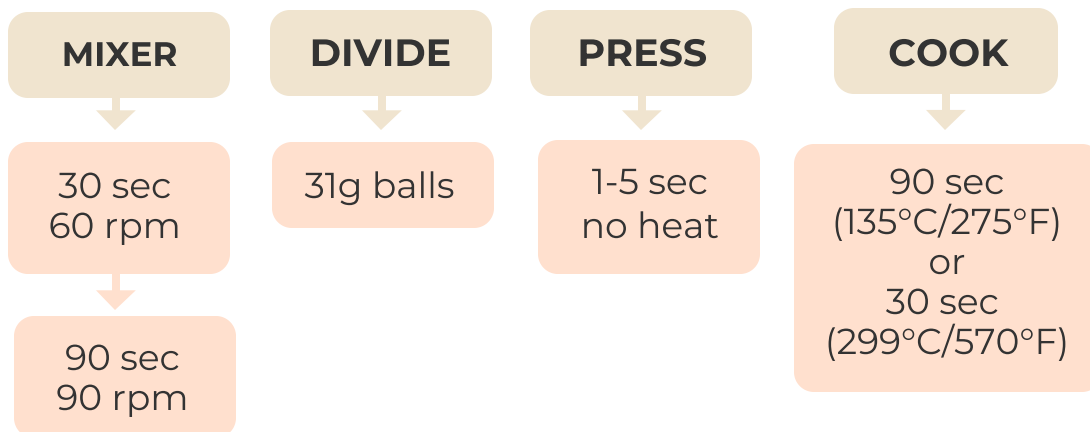 MIXER
30 sec
60 rpm
90 sec
90 rpm
DIVIDE
31g balls
PRESS
1-5 sec
no heat
COOK
90 sec
(135°C/275°F)
or
30 sec
(299°C/570°F)